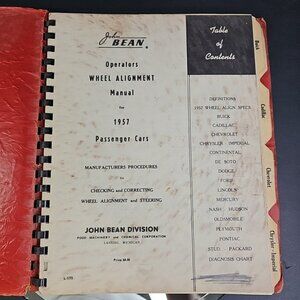 John
BEAN
Operators
WHEEL ALIGNMENT
Manual
for
1957
Passenger Cars
MANUFACTURERS PROCEDURES
for
CHECKING and CORRECTING
WHEEL ALIGNMENT and STEERING
JOHN BEAN DIVISION
FOOD MACHINERY and CHEMICAL CORPORATION
LANSING, MICHIGAN
Table
of
Contents
DEFINITIONS
1957 WHEEL ALIGN SPECS.
BUICK
CADILLAC
CHEVROLET
CHRYSLER - IMPERIAL
CONTINENTAL
DE SOTO
DODGE
FORD
LINCOLN
MERCURY
NASH - HUDSON
OLDSMOBILE
PLYMOUTH
PONTIAC
STUD. - PACKARD
DIAGNOSIS CHART
Buick
Cadillac
Chevrolet
Chrysler - Imperial